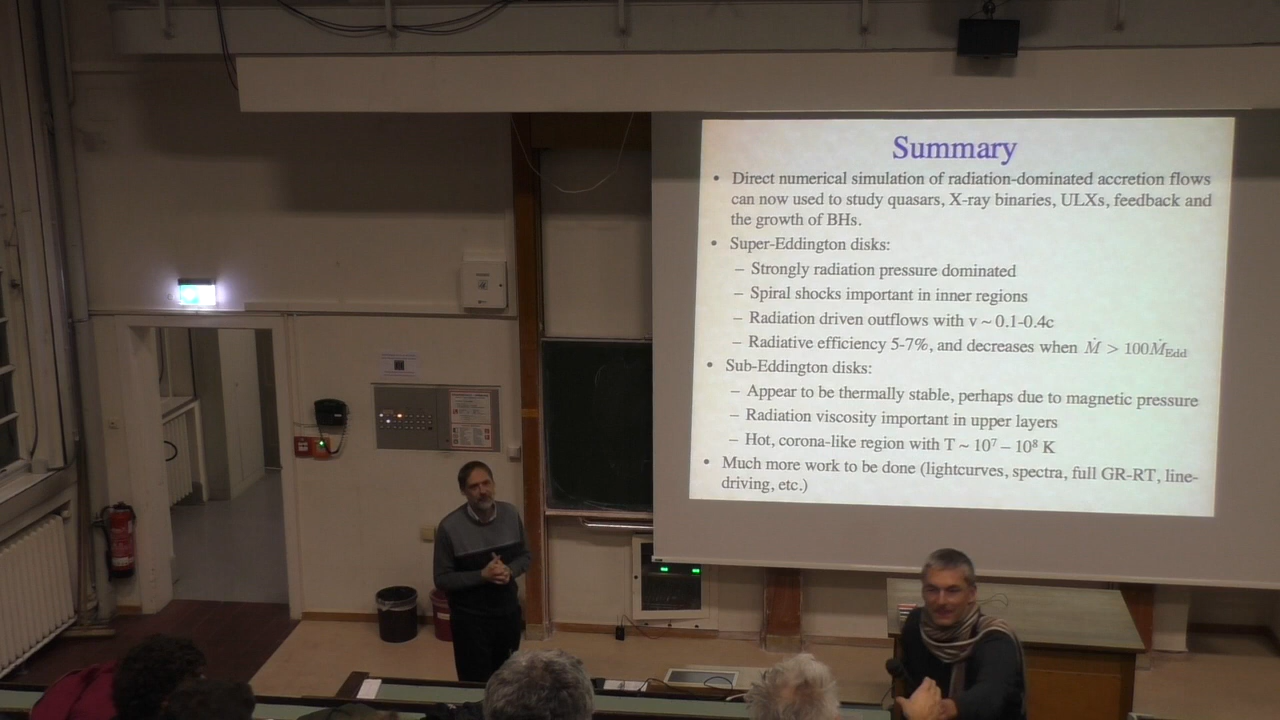 Summary
• Direct numerical simulation of radiation-dominated accretion flows
can now used to study quasars, X-ray binaries, ULXs, feedback and
the growth of BHs.
• Super-Eddington disks:
– Strongly radiation pressure dominated
– Spiral shocks important in inner regions
– Radiation driven outflows with v ~ 0.1-0.4c
– Radiative efficiency 5-7%, and decreases when Ṁ > 100Ṁ_Edd
• Sub-Eddington disks:
– Appear to be thermally stable, perhaps due to magnetic pressure
– Radiation viscosity important in upper layers
– Hot, corona-like region with T ~ 10⁷ – 10⁸ K
• Much more work to be done (lightcurves, spectra, full GR-RT, line-
driving, etc.)